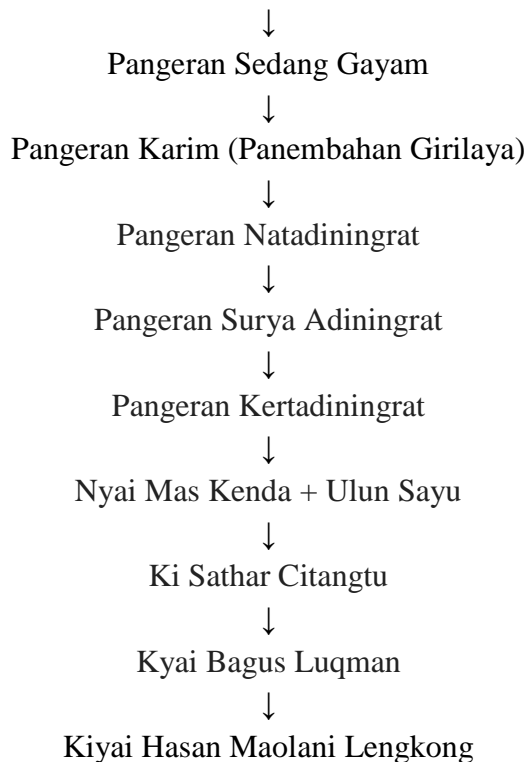 ↓
Pangeran Sedang Gayam
↓
Pangeran Karim (Panembahan Girilaya)
↓
Pangeran Natadiningrat
↓
Pangeran Surya Adiningrat
↓
Pangeran Kertadiningrat
↓
Nyai Mas Kenda + Ulun Sayu
↓
Ki Sathar Citangtu
↓
Kyai Bagus Luqman
↓
Kiyai Hasan Maolani Lengkong